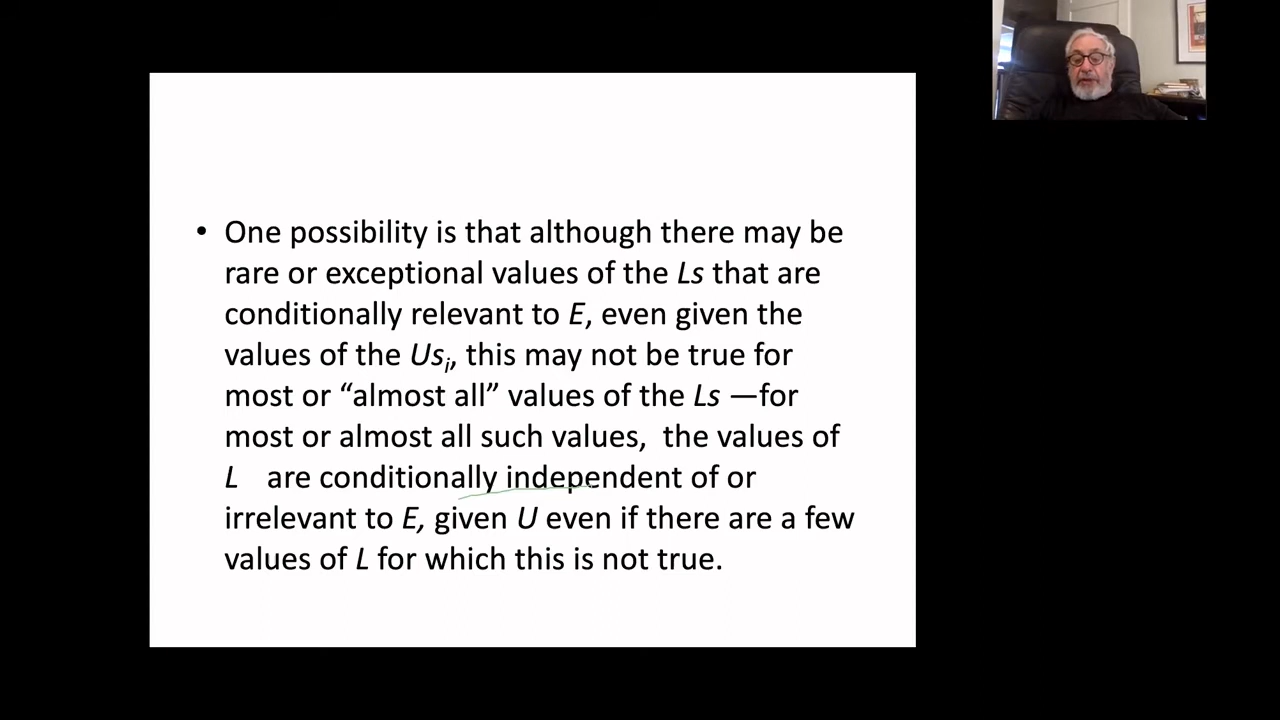 • One possibility is that although there may be
rare or exceptional values of the Ls that are
conditionally relevant to E, even given the
values of the Usi, this may not be true for
most or “almost all” values of the Ls —for
most or almost all such values,  the values of
L   are conditionally independent of or
irrelevant to E, given U even if there are a few
values of L for which this is not true.